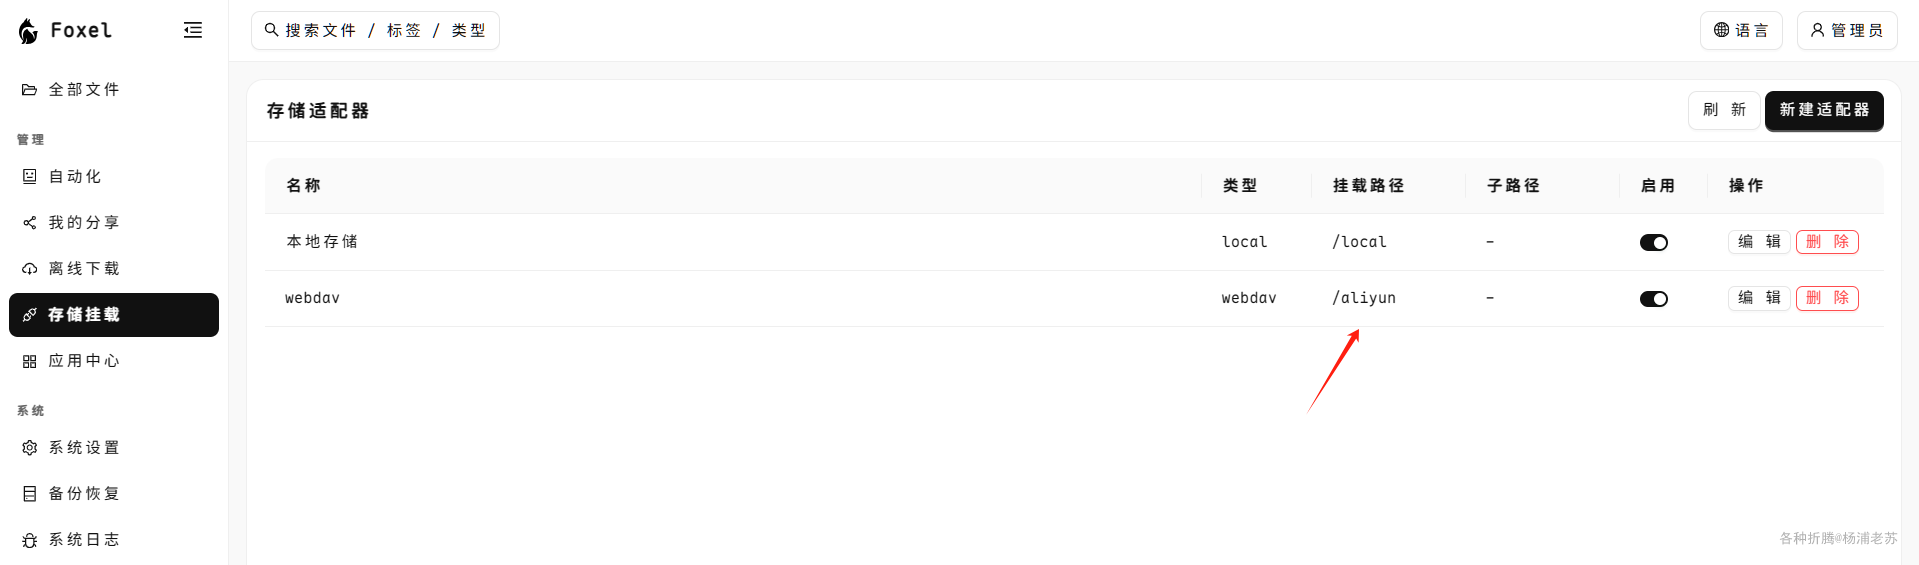 Foxel
搜索文件 / 标签 / 类型
语言
管理员
全部文件
管理
自动化
我的分享
离线下载
存储挂载
应用中心
系统
系统设置
备份恢复
系统日志
存储适配器
刷 新
新建适配器
名称 类型 挂载路径 子路径 启用 操作
本地存储 local /local - 编 辑 删 除
webdav webdav /aliyun - 编 辑 删 除
各种折腾@杨浦老苏